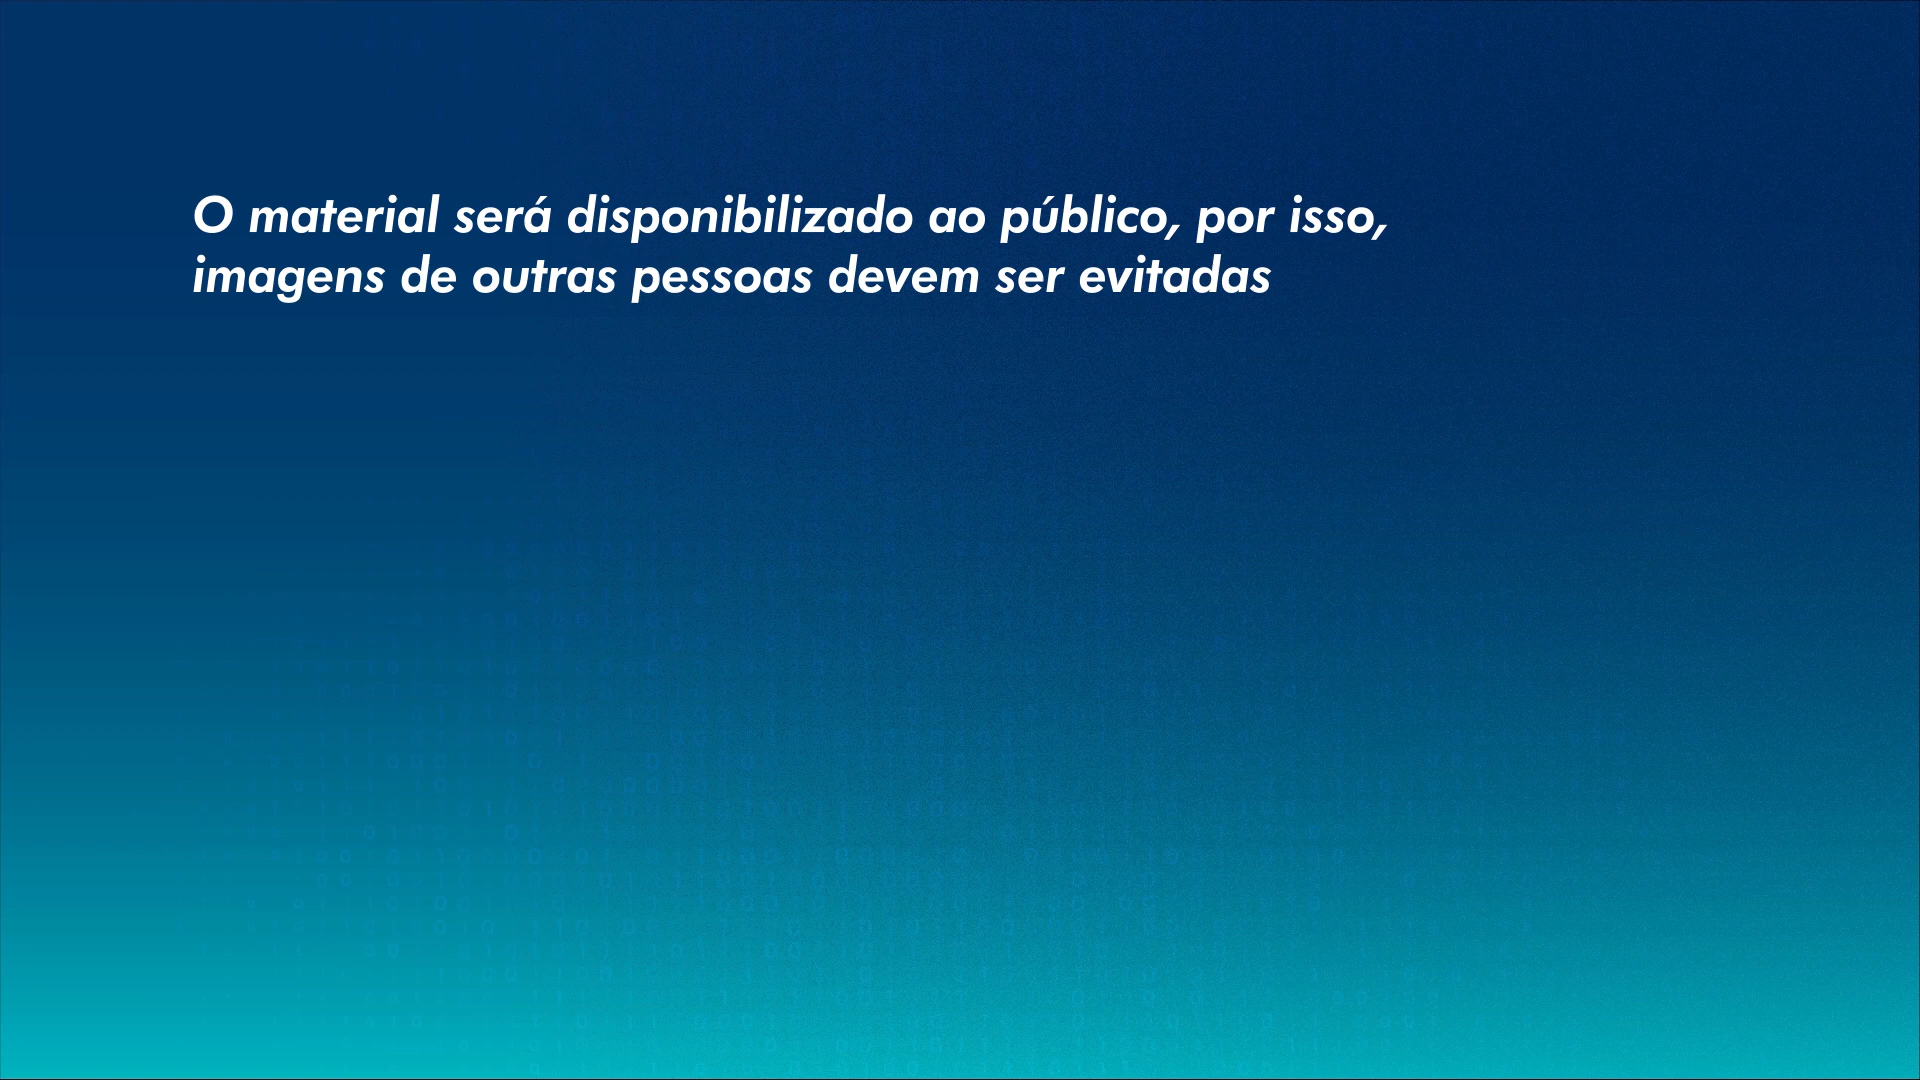 O material será disponibilizado ao público, por isso,
imagens de outras pessoas devem ser evitadas